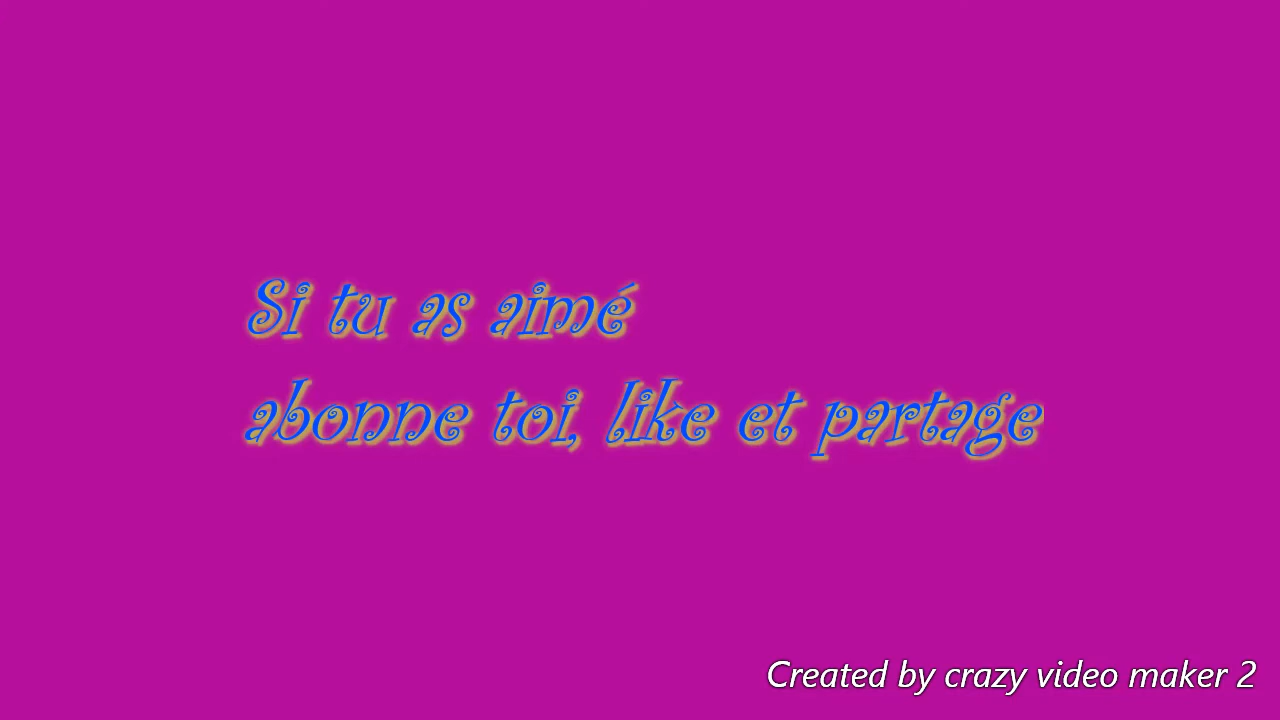 Si tu as aimé
abonne toi, like et partage
Created by crazy video maker 2